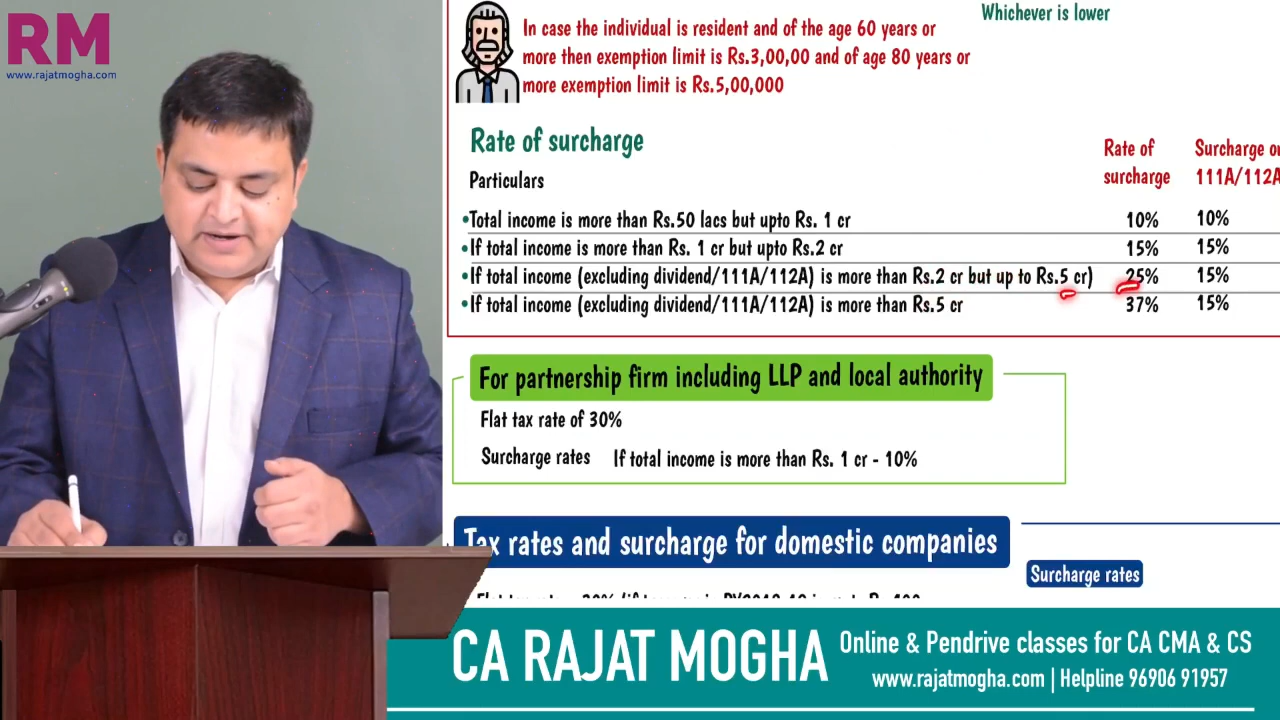 RM
www.rajatmogha.com
Whichever is lower
In case the individual is resident and of the age 60 years or
more then exemption limit is Rs.3,00,00 and of age 80 years or
more exemption limit is Rs.5,00,000
Rate of surcharge
Particulars
Rate of
surcharge
Surcharge
111A/112A
•Total income is more than Rs.50 lacs but upto Rs. 1 cr 10% 10%
•If total income is more than Rs. 1 cr but upto Rs.2 cr 15% 15%
•If total income (excluding dividend/111A/112A) is more than Rs.2 cr but up to Rs.5 cr) 25% 15%
•If total income (excluding dividend/111A/112A) is more than Rs.5 cr 37% 15%
For partnership firm including LLP and local authority
Flat tax rate of 30%
Surcharge rates If total income is more than Rs. 1 cr - 10%
Tax rates and surcharge for domestic companies
Surcharge rates
CA RAJAT MOGHA
Online & Pendrive classes for CA CMA & CS
www.rajatmogha.com | Helpline 96906 91957